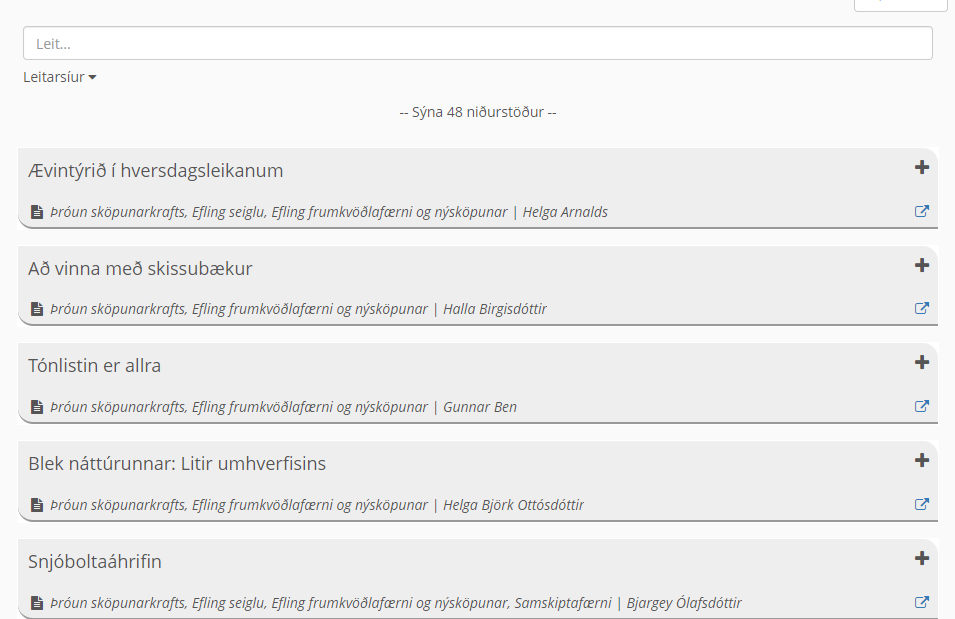 Leit...
Leitarsíur
-- Sýna 48 niðurstöður --
Ævintýrið í hversdagsleikanum
Þróun sköpunarkrafts, Efling seiglu, Efling frumkvöðlafærni og nýsköpunar | Helga Arnalds
Að vinna með skissubækur
Þróun sköpunarkrafts, Efling frumkvöðlafærni og nýsköpunar | Halla Birgisdóttir
Tónlistin er allra
Þróun sköpunarkrafts, Efling frumkvöðlafærni og nýsköpunar | Gunnar Ben
Blek náttúrunnar: Litir umhverfisins
Þróun sköpunarkrafts, Efling frumkvöðlafærni og nýsköpunar | Helga Björk Ottósdóttir
Snjóboltaáhrifin
Þróun sköpunarkrafts, Efling seiglu, Efling frumkvöðlafærni og nýsköpunar, Samskiptafærni | Bjargey Ólafsdóttir